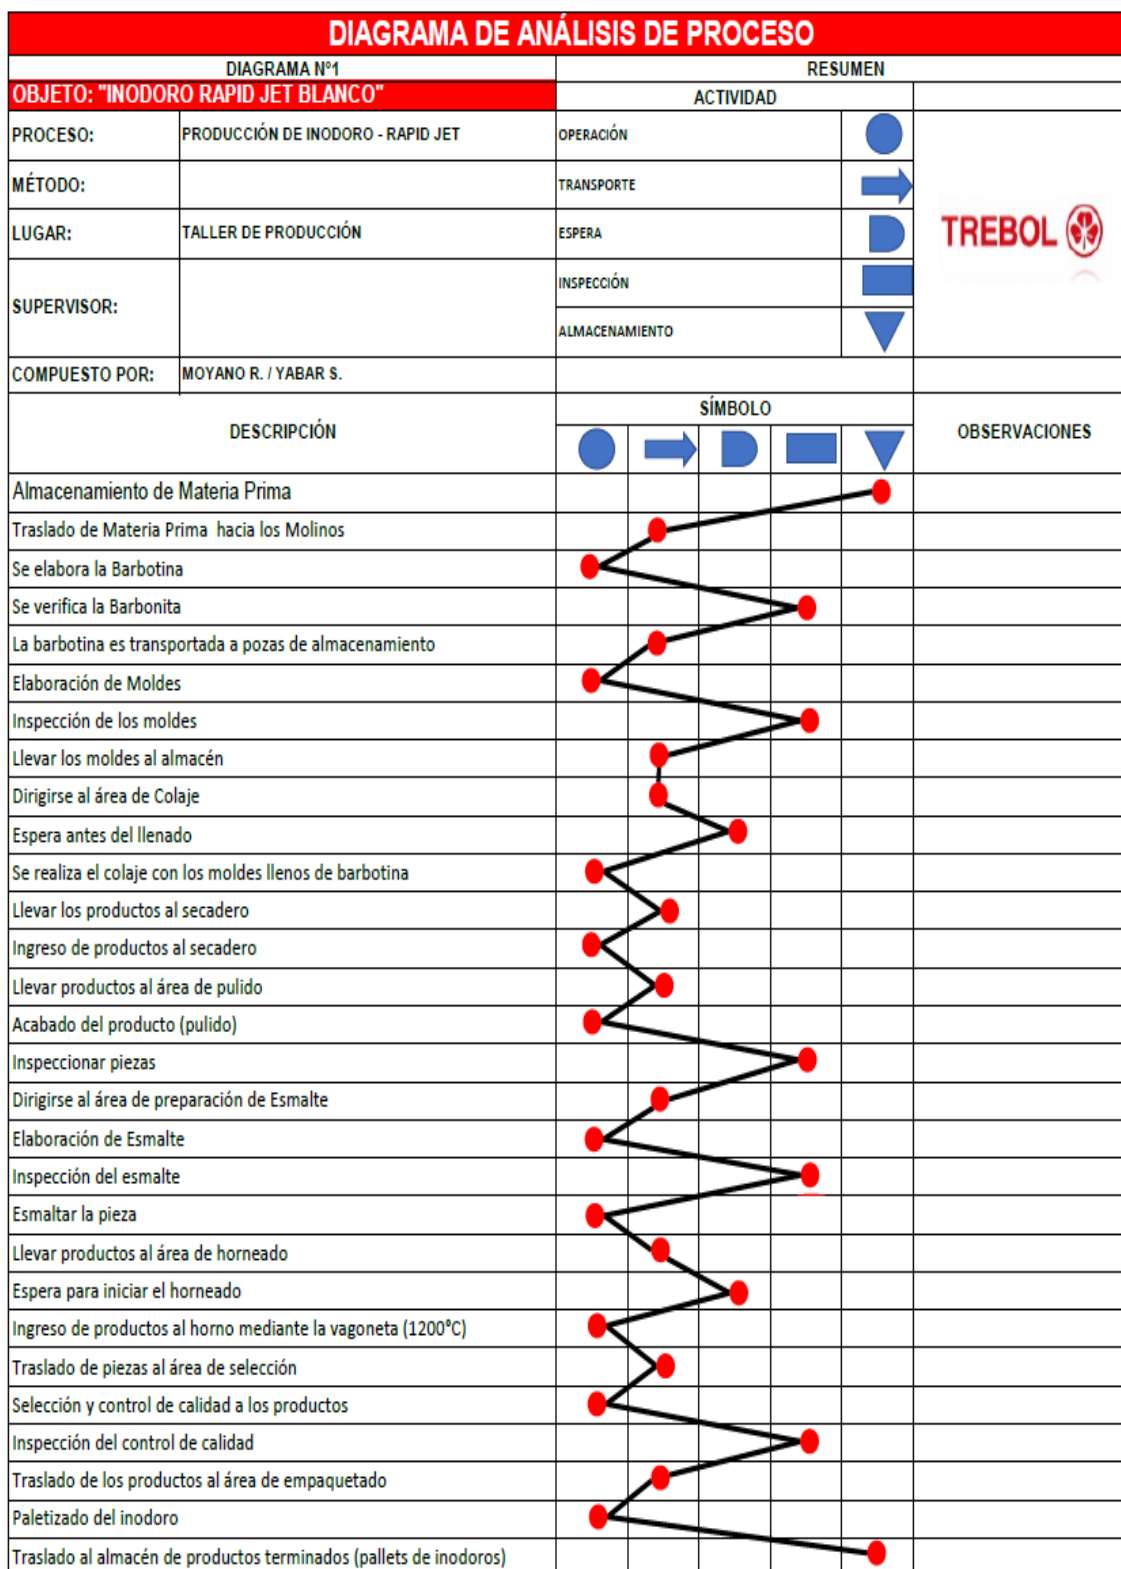 DIAGRAMA DE ANÁLISIS DE PROCESO
DIAGRAMA N°1
RESUMEN
OBJETO: "INODORO RAPID JET BLANCO"
ACTIVIDAD
PROCESO:
PRODUCCIÓN DE INODORO - RAPID JET
OPERACIÓN
MÉTODO:
TRANSPORTE
LUGAR:
TALLER DE PRODUCCIÓN
ESPERA
TREBOL
SUPERVISOR:
INSPECCIÓN
ALMACENAMIENTO
COMPUESTO POR:
MOYANO R. / YABAR S.
DESCRIPCIÓN
SÍMBOLO
OBSERVACIONES
Almacenamiento de Materia Prima
Traslado de Materia Prima hacia los Molinos
Se elabora la Barbotina
Se verifica la Barbonita
La barbotina es transportada a pozas de almacenamiento
Elaboración de Moldes
Inspección de los moldes
Llevar los moldes al almacén
Dirigirse al área de Colaje
Espera antes del llenado
Se realiza el colaje con los moldes llenos de barbotina
Llevar los productos al secadero
Ingreso de productos al secadero
Llevar productos al área de pulido
Acabado del producto (pulido)
Inspeccionar piezas
Dirigirse al área de preparación de Esmalte
Elaboración de Esmalte
Inspección del esmalte
Esmaltar la pieza
Llevar productos al área de horneado
Espera para iniciar el horneado
Ingreso de productos al horno mediante la vagoneta (1200°C)
Traslado de piezas al área de selección
Selección y control de calidad a los productos
Inspección del control de calidad
Traslado de los productos al área de empaquetado
Paletizado del inodoro
Traslado al almacén de productos terminados (pallets de inodoros)